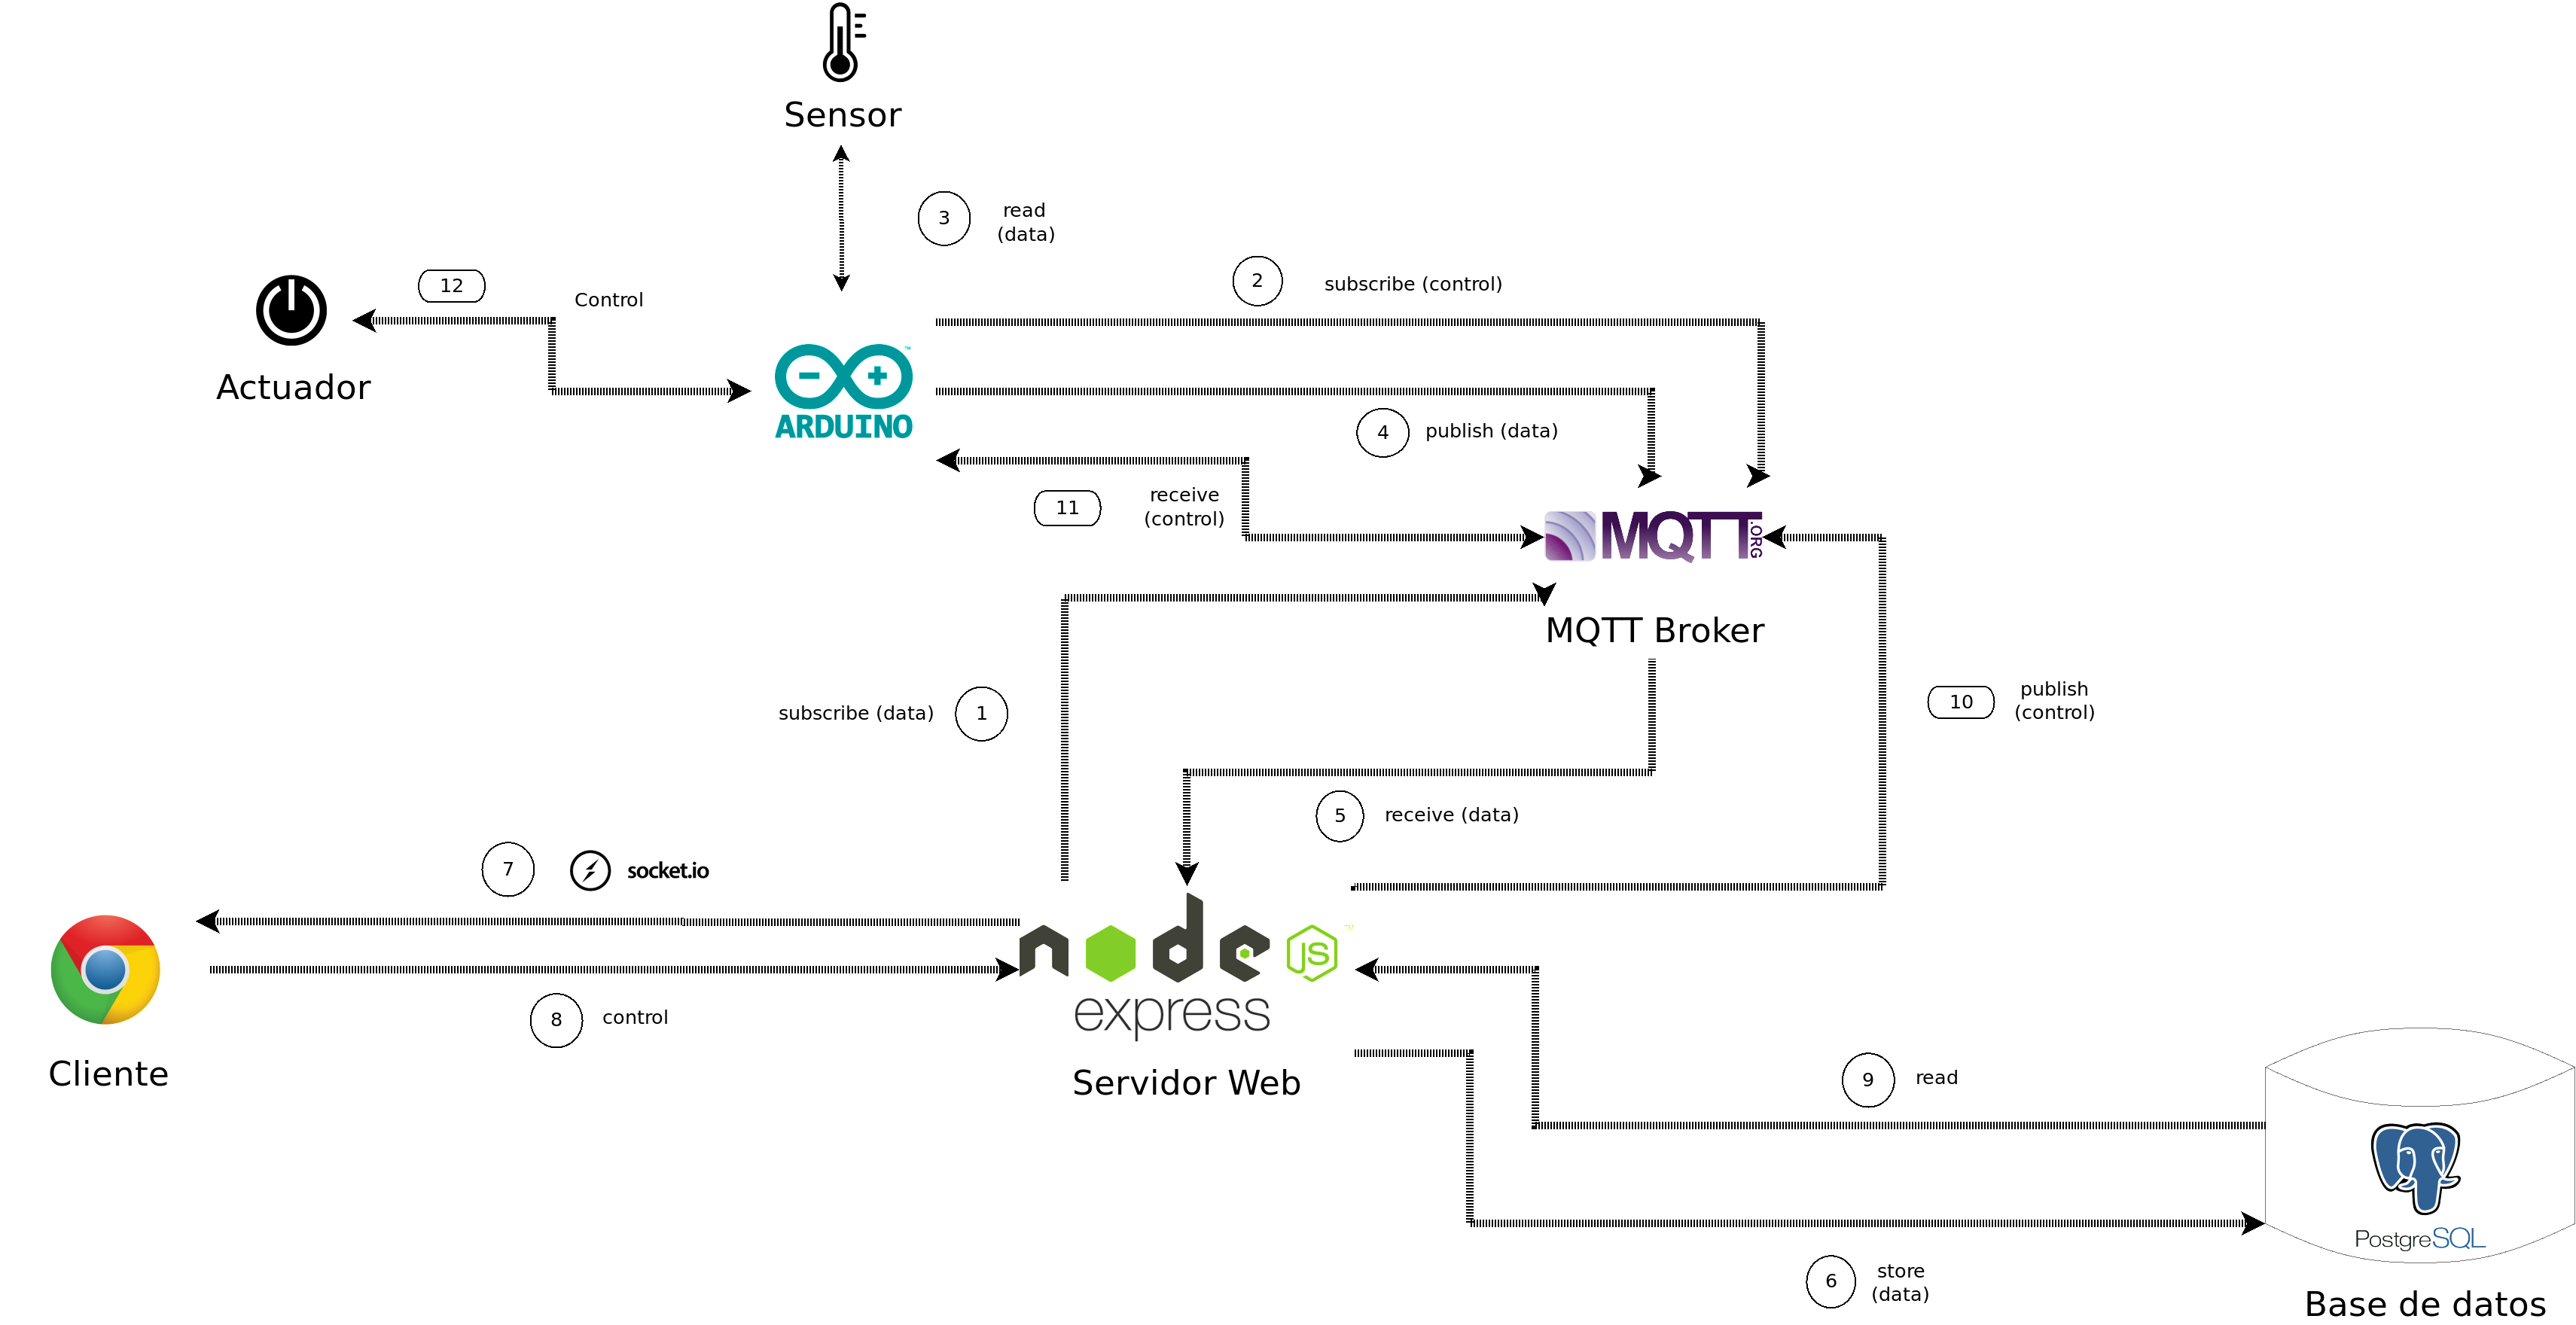 Sensor
3
read
(data)
2
subscribe (control)
12
Control
Actuador
™
ARDUINO
4
publish (data)
11
receive
(control)
MQTT
.ORG
MQTT Broker
subscribe (data)
1
10
publish
(control)
5
receive (data)
7
socket.io
node
JS
TM
express
Servidor Web
8
control
Cliente
9
read
PostgreSQL
6
store
(data)
Base de datos